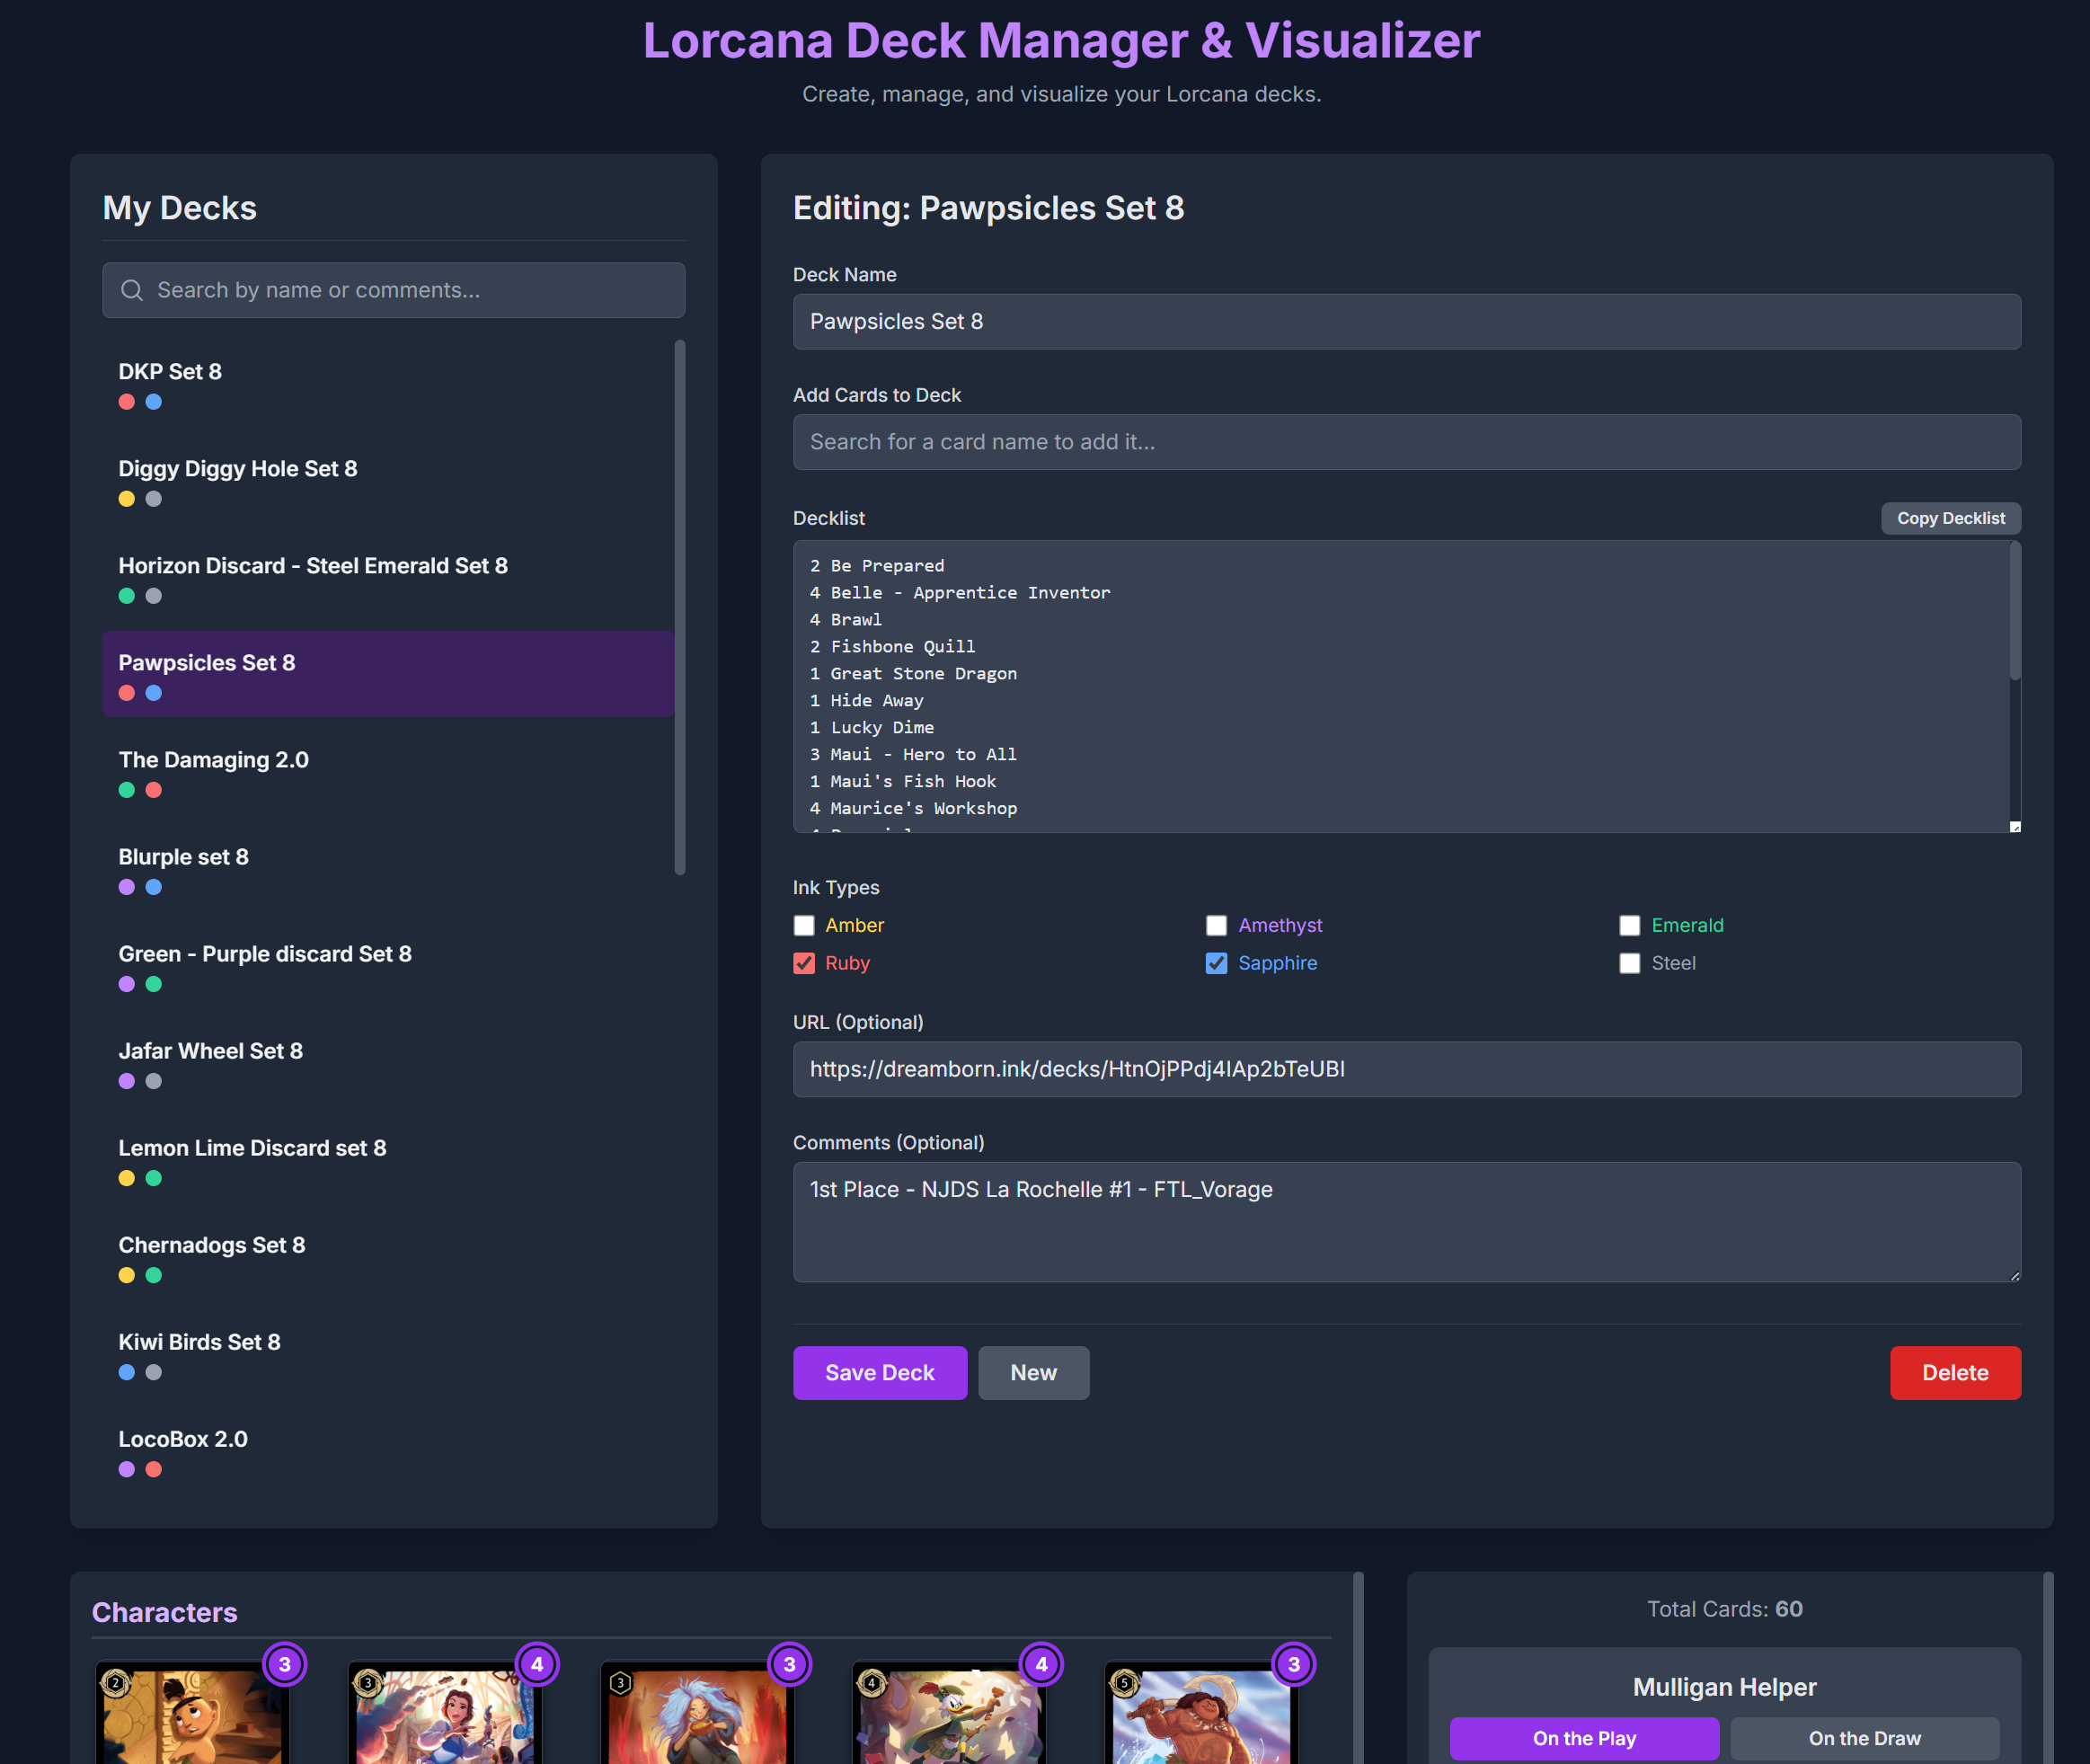 Lorcana Deck Manager & Visualizer
Create, manage, and visualize your Lorcana decks.
My Decks
Search by name or comments...
DKP Set 8
Diggy Diggy Hole Set 8
Horizon Discard - Steel Emerald Set 8
Pawpsicles Set 8
The Damaging 2.0
Blurple set 8
Green - Purple discard Set 8
Jafar Wheel Set 8
Lemon Lime Discard set 8
Chernadogs Set 8
Kiwi Birds Set 8
LocoBox 2.0
Editing: Pawpsicles Set 8
Deck Name
Pawpsicles Set 8
Add Cards to Deck
Search for a card name to add it...
Decklist
Copy Decklist
2 Be Prepared
4 Belle - Apprentice Inventor
4 Brawl
2 Fishbone Quill
1 Great Stone Dragon
1 Hide Away
1 Lucky Dime
3 Maui - Hero to All
1 Maui's Fish Hook
4 Maurice's Workshop
Ink Types
Amber
Amethyst
Emerald
Ruby
Sapphire
Steel
URL (Optional)
https://dreamborn.ink/decks/HtnOjPPdj4IAp2bTeUBI
Comments (Optional)
1st Place - NJDS La Rochelle #1 - FTL_Vorage
Save Deck
New
Delete
Characters
3
4
3
4
3
2
3
3
4
5
Total Cards: 60
Mulligan Helper
On the Play
On the Draw